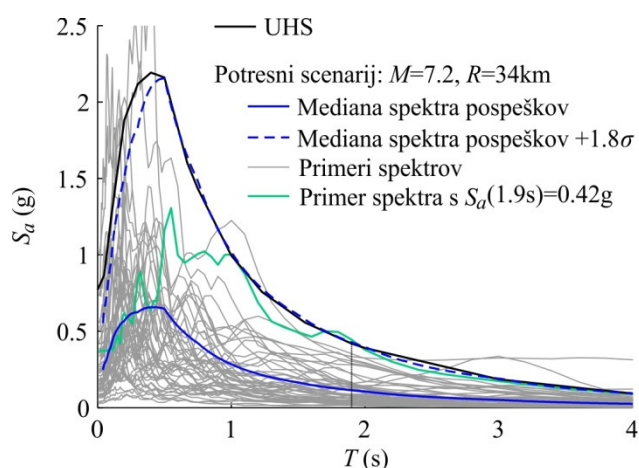 2.5
2
1.5
1
0.5
0
Sa (g)
UHS
Potresni scenarij: M=7.2, R=34km
Mediana spektra pospeškov
Mediana spektra pospeškov +1.8σ
Primeri spektrov
Primer spektra s Sa(1.9s)=0.42g
0 1 2 3 4
T (s)